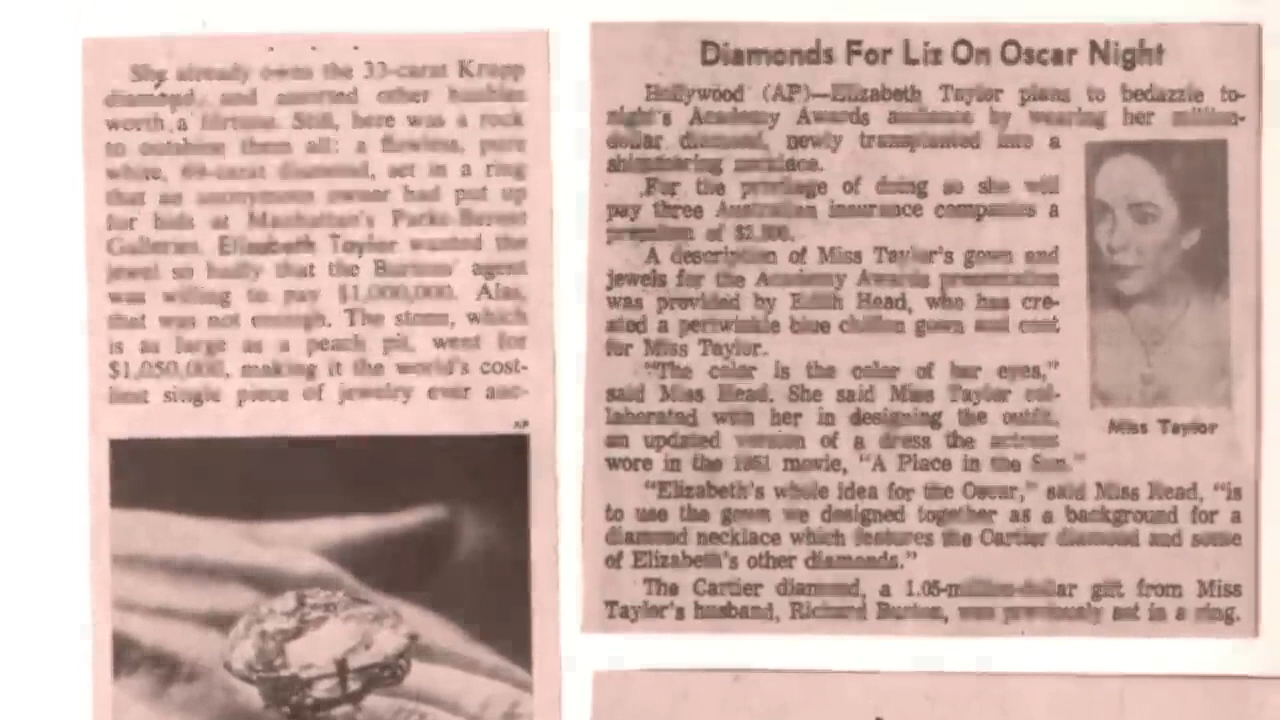 She already owns the 33-carat Krupp
diamond, and assorted other baubles
worth a fortune. Still, here was a rock
to outshine them all: a flawless, pure
white, 69-carat diamond, set in a ring
that an anonymous owner had put up
for bids at Manhattan's Parke-Bernet
Galleries. Elizabeth Taylor wanted the
jewel so badly that the Burtons' agent
was willing to pay $1,000,000. Alas,
that was not enough. The stone, which
is as large as a peach pit, went for
$1,050,000, making it the world's cost-
liest single piece of jewelry ever auc-
AP
Diamonds For Liz On Oscar Night
Hollywood (AP)—Elizabeth Taylor plans to bedazzle to-
night's Academy Awards audience by wearing her million-
dollar diamond, newly transplanted into a
shimmering necklace.
For the privilege of doing so she will
pay three Australian insurance companies a
premium of
A description of Miss Taylor's gown and
jewels for the Academy Awards presentation
was provided by Edith Head, who has cre-
ated a periwinkle blue chiffon gown and coat
for Miss Taylor.
"The color is the color of her eyes,"
said Miss Head. She said Miss Taylor col-
laborated with her in designing the outfit,
an updated version of a dress the actress
wore in the 1951 movie, "A Place in the Sun."
"Elizabeth's whole idea for the Oscar," said Miss Head, "is
to use the gown we designed together as a background for a
diamond necklace which features the Cartier diamond and some
of Elizabeth's other diamonds."
The Cartier diamond, a 1.05-million-dollar gift from Miss
Taylor's husband, Richard Burton, was previously set in a ring.
Miss Taylor